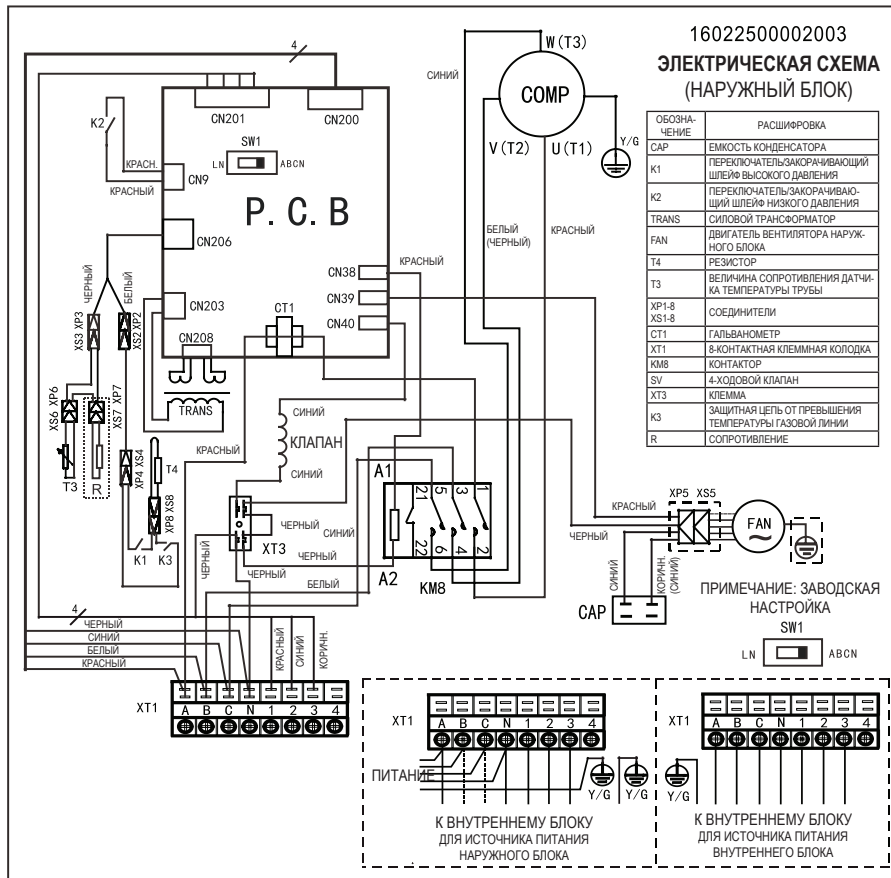 16022500002003
ЭЛЕКТРИЧЕСКАЯ СХЕМА
(НАРУЖНЫЙ БЛОК)
ОБОЗНА-
ЧЕНИЕ
РАСШИФРОВКА
CAP
ЕМКОСТЬ КОНДЕНСАТОРА
K1
ПЕРЕКЛЮЧАТЕЛЬ/ЗАКОРАЧИВАЮЩИЙ
ШЛЕЙФ ВЫСОКОГО ДАВЛЕНИЯ
K2
ПЕРЕКЛЮЧАТЕЛЬ/ЗАКОРАЧИВАЮ-
ЩИЙ ШЛЕЙФ НИЗКОГО ДАВЛЕНИЯ
TRANS
СИЛОВОЙ ТРАНСФОРМАТОР
FAN
ДВИГАТЕЛЬ ВЕНТИЛЯТОРА НАРУЖ-
НОГО БЛОКА
T4
РЕЗИСТОР
T3
ВЕЛИЧИНА СОПРОТИВЛЕНИЯ ДАТЧИ-
КА ТЕМПЕРАТУРЫ ТРУБЫ
XP1-8
XS1-8
СОЕДИНИТЕЛИ
CT1
ГАЛЬВАНОМЕТР
XT1
8-КОНТАКТНАЯ КЛЕММНАЯ КОЛОДКА
KM8
КОНТАКТОР
SV
4-ХОДОВОЙ КЛАПАН
XT3
КЛЕММА
K3
ЗАЩИТНАЯ ЦЕПЬ ОТ ПРЕВЫШЕНИЯ
ТЕМПЕРАТУРЫ ГАЗОВОЙ ЛИНИИ
R
СОПРОТИВЛЕНИЕ
4
CN201
CN200
SW1
LN
ABCN
K2
КРАСН.
КРАСНЫЙ
CN9
P. C. B
CN206
CN38
CN39
CN40
CN203
CT1
CN208
TRANS
ЧЕРНЫЙ
БЕЛЫЙ
XS3 XP3
XS2 XP2
XS6 XP6
XS7 XP7
T3
R
XP4 XS4
T4
XP8 XS8
K1
K3
СИНИЙ
W(T3)
COMP
V(T2)
U(T1)
Y/G
БЕЛЫЙ
(ЧЕРНЫЙ)
КРАСНЫЙ
КРАСНЫЙ
СИНИЙ
КЛАПАН
СИНИЙ
КРАСНЫЙ
XT3
ЧЕРНЫЙ
СИНИЙ
ЧЕРНЫЙ
ЧЕРНЫЙ
ЧЕРНЫЙ
БЕЛЫЙ
A1
21
5
3
1
22
6
4
2
A2
KM8
КРАСНЫЙ
ЧЕРНЫЙ
XP5 XS5
FAN
~
СИНИЙ
КОРИЧН.
(СИНИЙ)
CAP
ПРИМЕЧАНИЕ: ЗАВОДСКАЯ
НАСТРОЙКА
SW1
LN
ABCN
4
ЧЕРНЫЙ
СИНИЙ
БЕЛЫЙ
КРАСНЫЙ
КРАСНЫЙ
СИНИЙ
КОРИЧН.
XT1
A B C N 1 2 3 4
XT1
A B C N 1 2 3 4
ПИТАНИЕ
Y/G
Y/G
К ВНУТРЕННЕМУ БЛОКУ
ДЛЯ ИСТОЧНИКА ПИТАНИЯ
НАРУЖНОГО БЛОКА
XT1
A B C N 1 2 3 4
Y/G
К ВНУТРЕННЕМУ БЛОКУ
ДЛЯ ИСТОЧНИКА ПИТАНИЯ
ВНУТРЕННЕГО БЛОКА